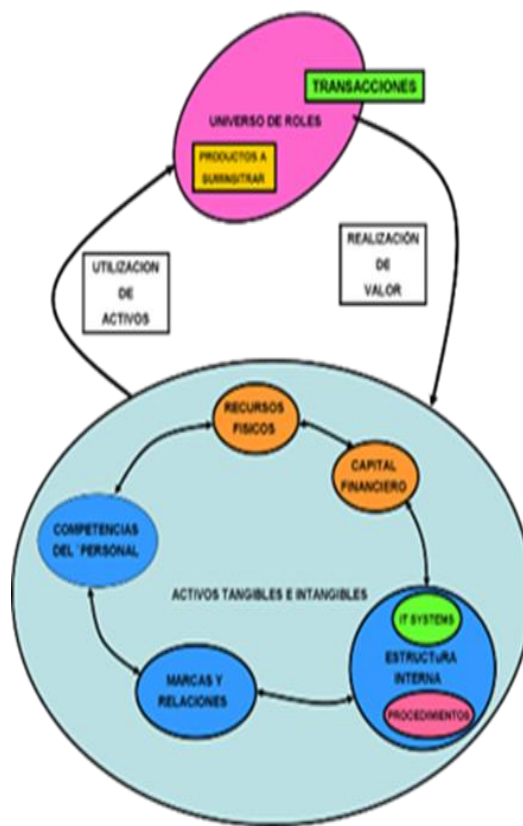 TRANSACCIONES
UNIVERSO DE ROLES
PRODUCTOS A
SUMINSITRAR
UTILIZACION
DE
ACTIVOS
REALIZACIÓN
DE
VALOR
RECURSOS
FISICOS
CAPITAL
FINANCIERO
COMPETENCIAS
DEL ´PERSONAL
ACTIVOS TANGIBLES E INTANGIBLES
IT SYSTEMS
ESTRUCTuRA
INTERNA
MARCAS Y
RELACIONES
PROCEDIMIENTOS